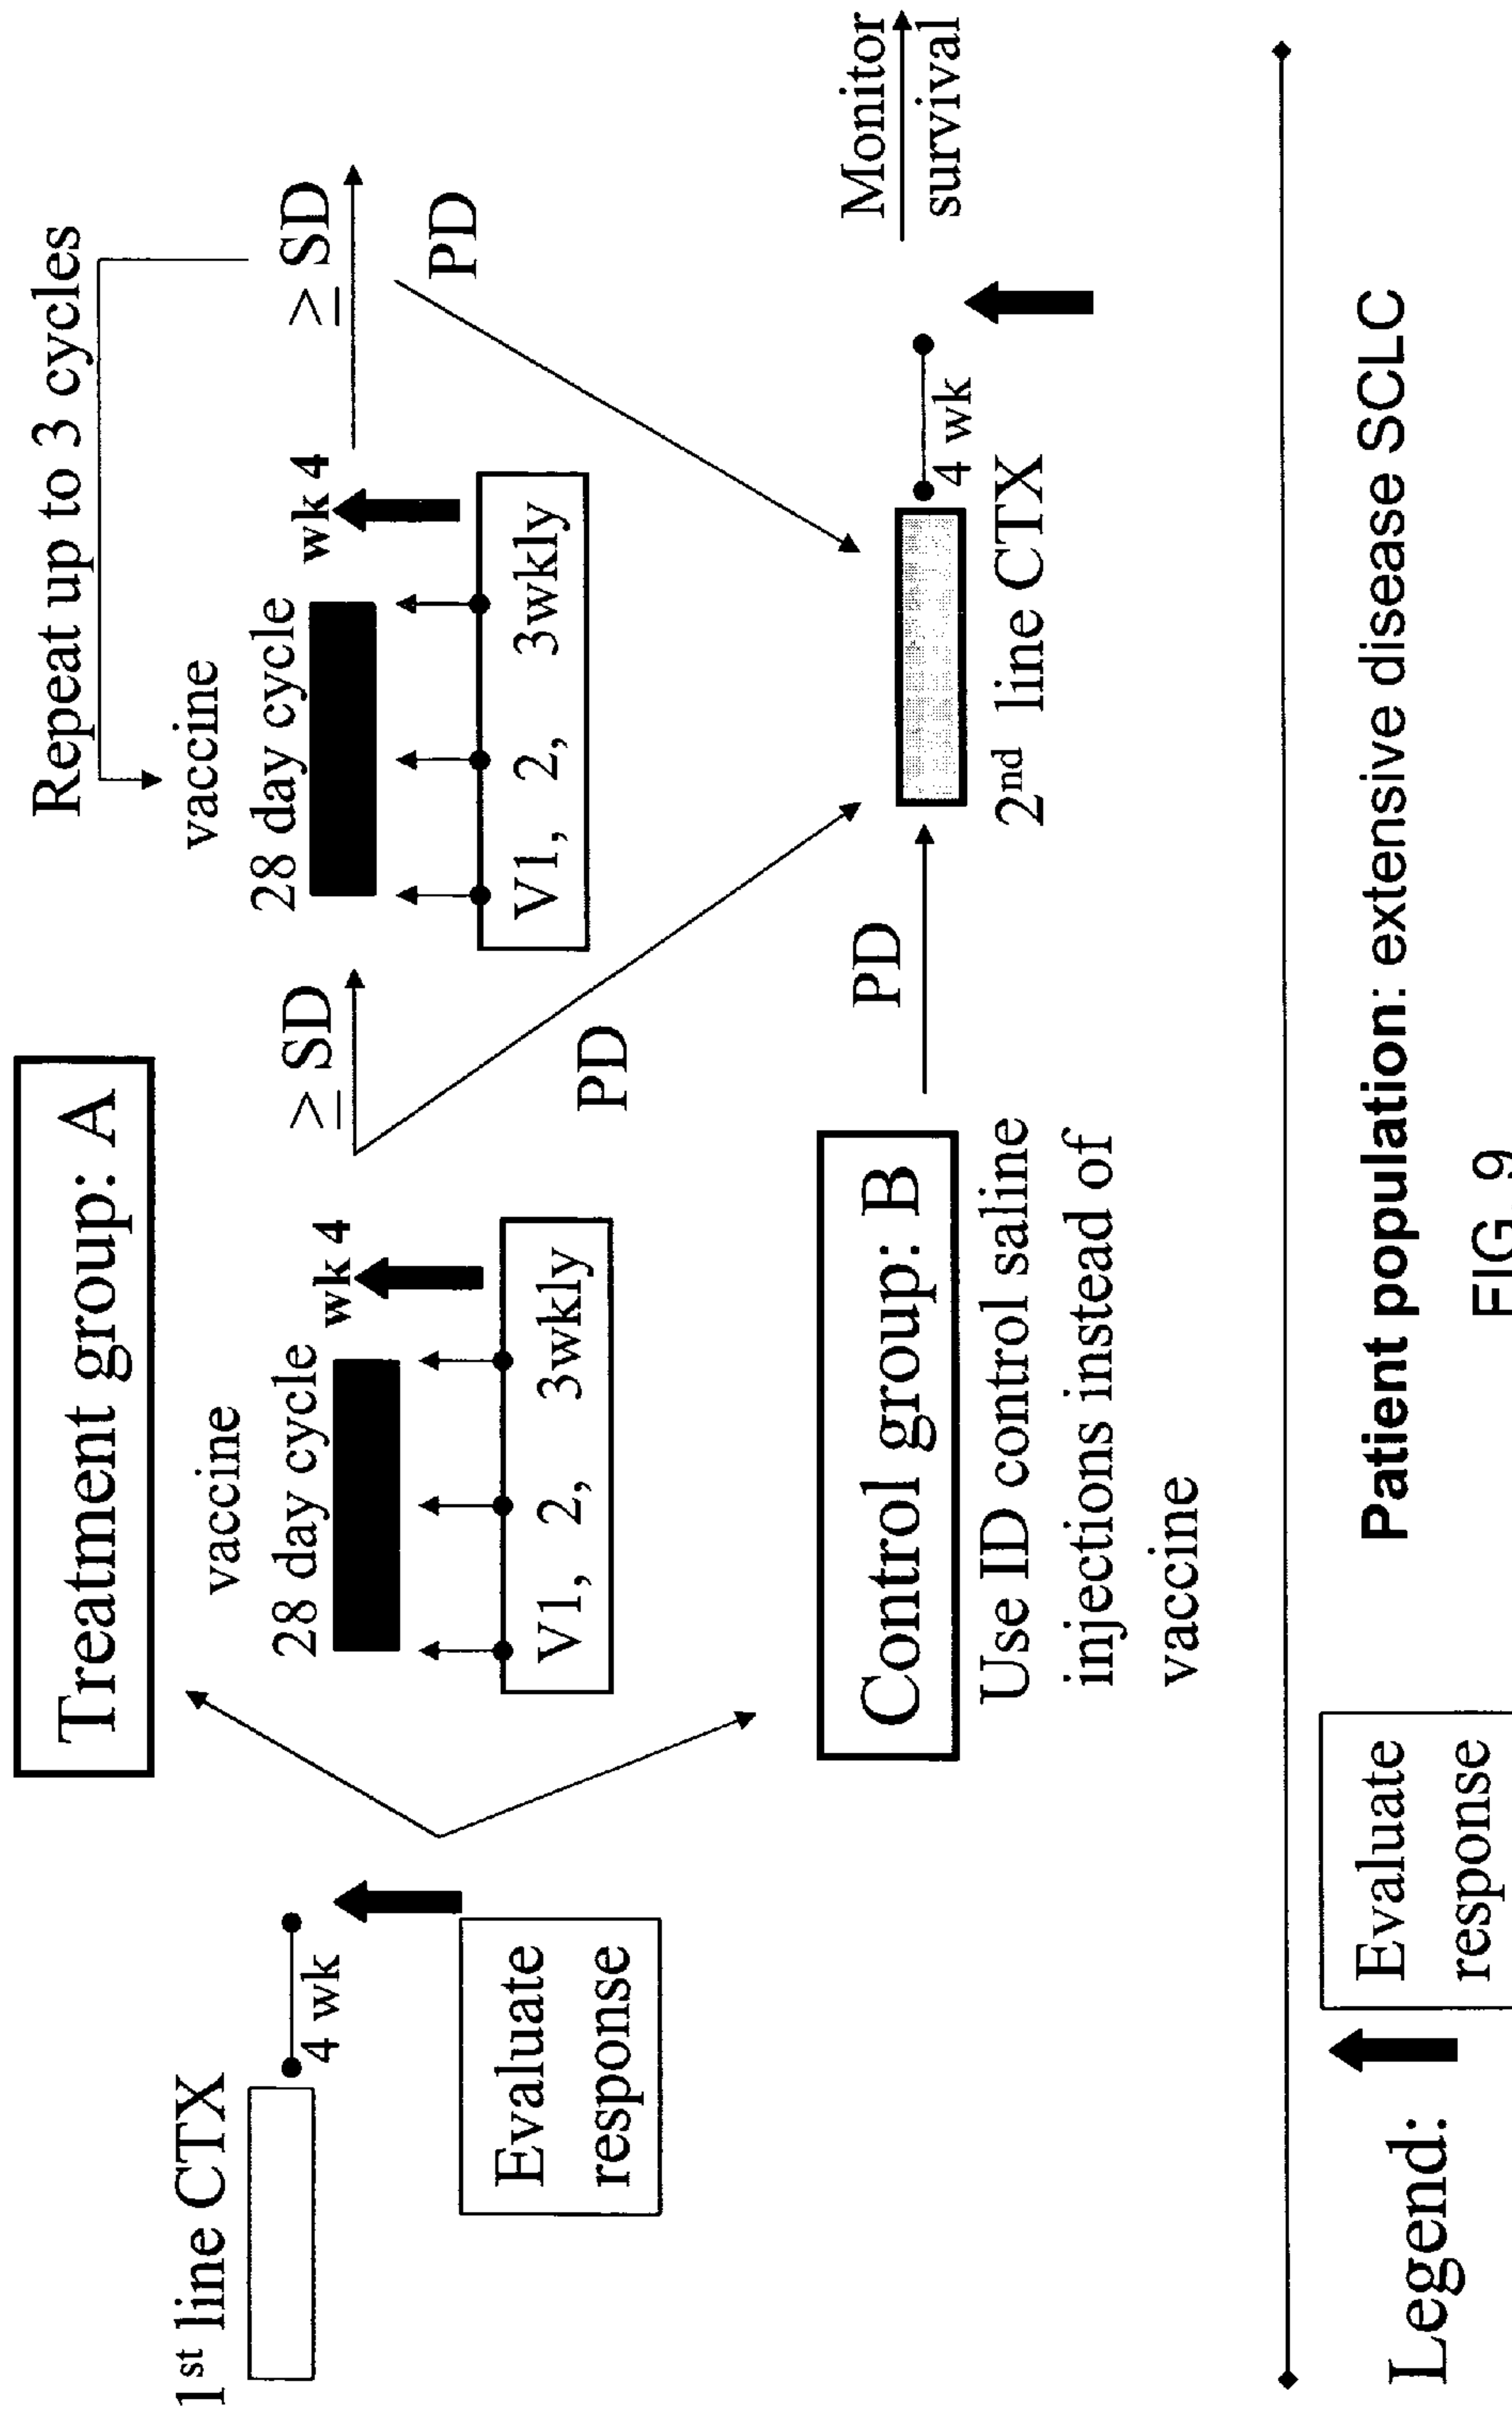 1st line CTX
4 wk
Evaluate
response
Treatment group: A
vaccine
28 day cycle
wk 4
V1, 2, 3wkly
≥ SD
PD
Repeat up to 3 cycles
vaccine
28 day cycle
wk 4
V1, 2, 3wkly
≥ SD
PD
Control group: B
Use ID control saline
injections instead of
vaccine
PD
2nd line CTX
4 wk
Monitor
survival
Legend:
Evaluate
response
Patient population: extensive disease SCLC
FIG. 9